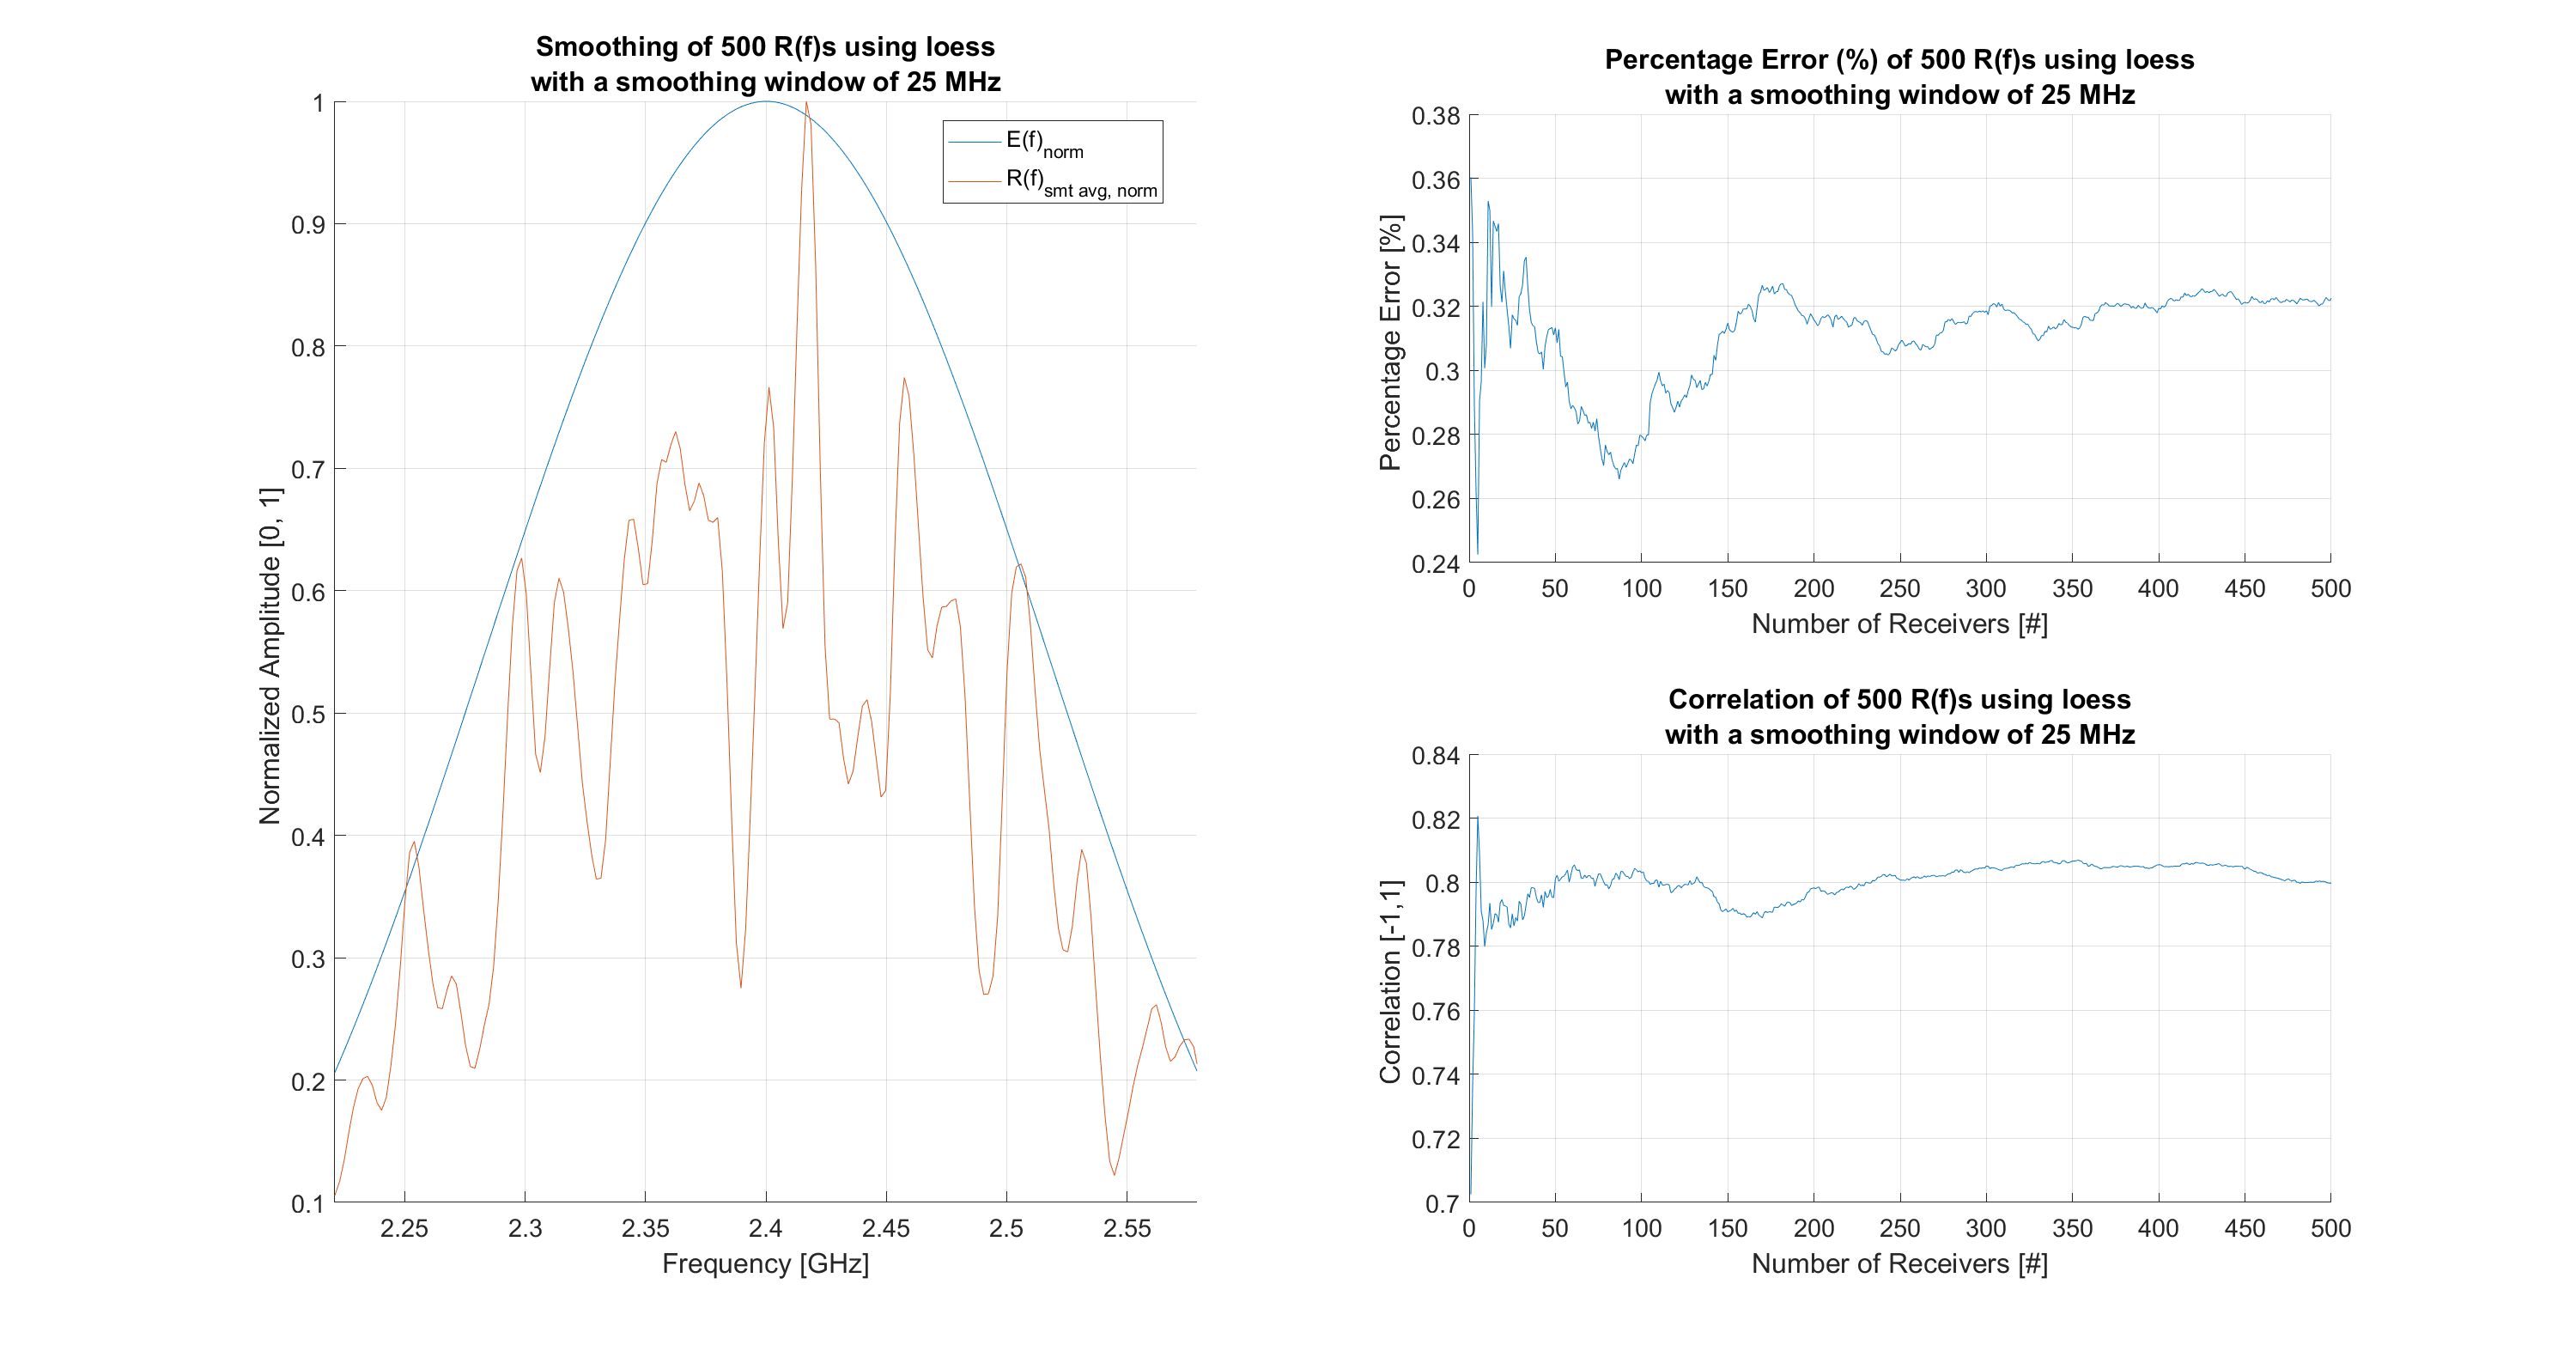 Smoothing of 500 R(f)s using loess
with a smoothing window of 25 MHz
1
0.9
0.8
0.7
0.6
0.5
0.4
0.3
0.2
0.1
Normalized Amplitude [0, 1]
E(f)norm
R(f)smt avg, norm
2.25 2.3 2.35 2.4 2.45 2.5 2.55
Frequency [GHz]
Percentage Error (%) of 500 R(f)s using loess
with a smoothing window of 25 MHz
0.38
0.36
0.34
0.32
0.3
0.28
0.26
0.24
Percentage Error [%]
0 50 100 150 200 250 300 350 400 450 500
Number of Receivers [#]
Correlation of 500 R(f)s using loess
with a smoothing window of 25 MHz
0.84
0.82
0.8
0.78
0.76
0.74
0.72
0.7
Correlation [-1,1]
0 50 100 150 200 250 300 350 400 450 500
Number of Receivers [#]